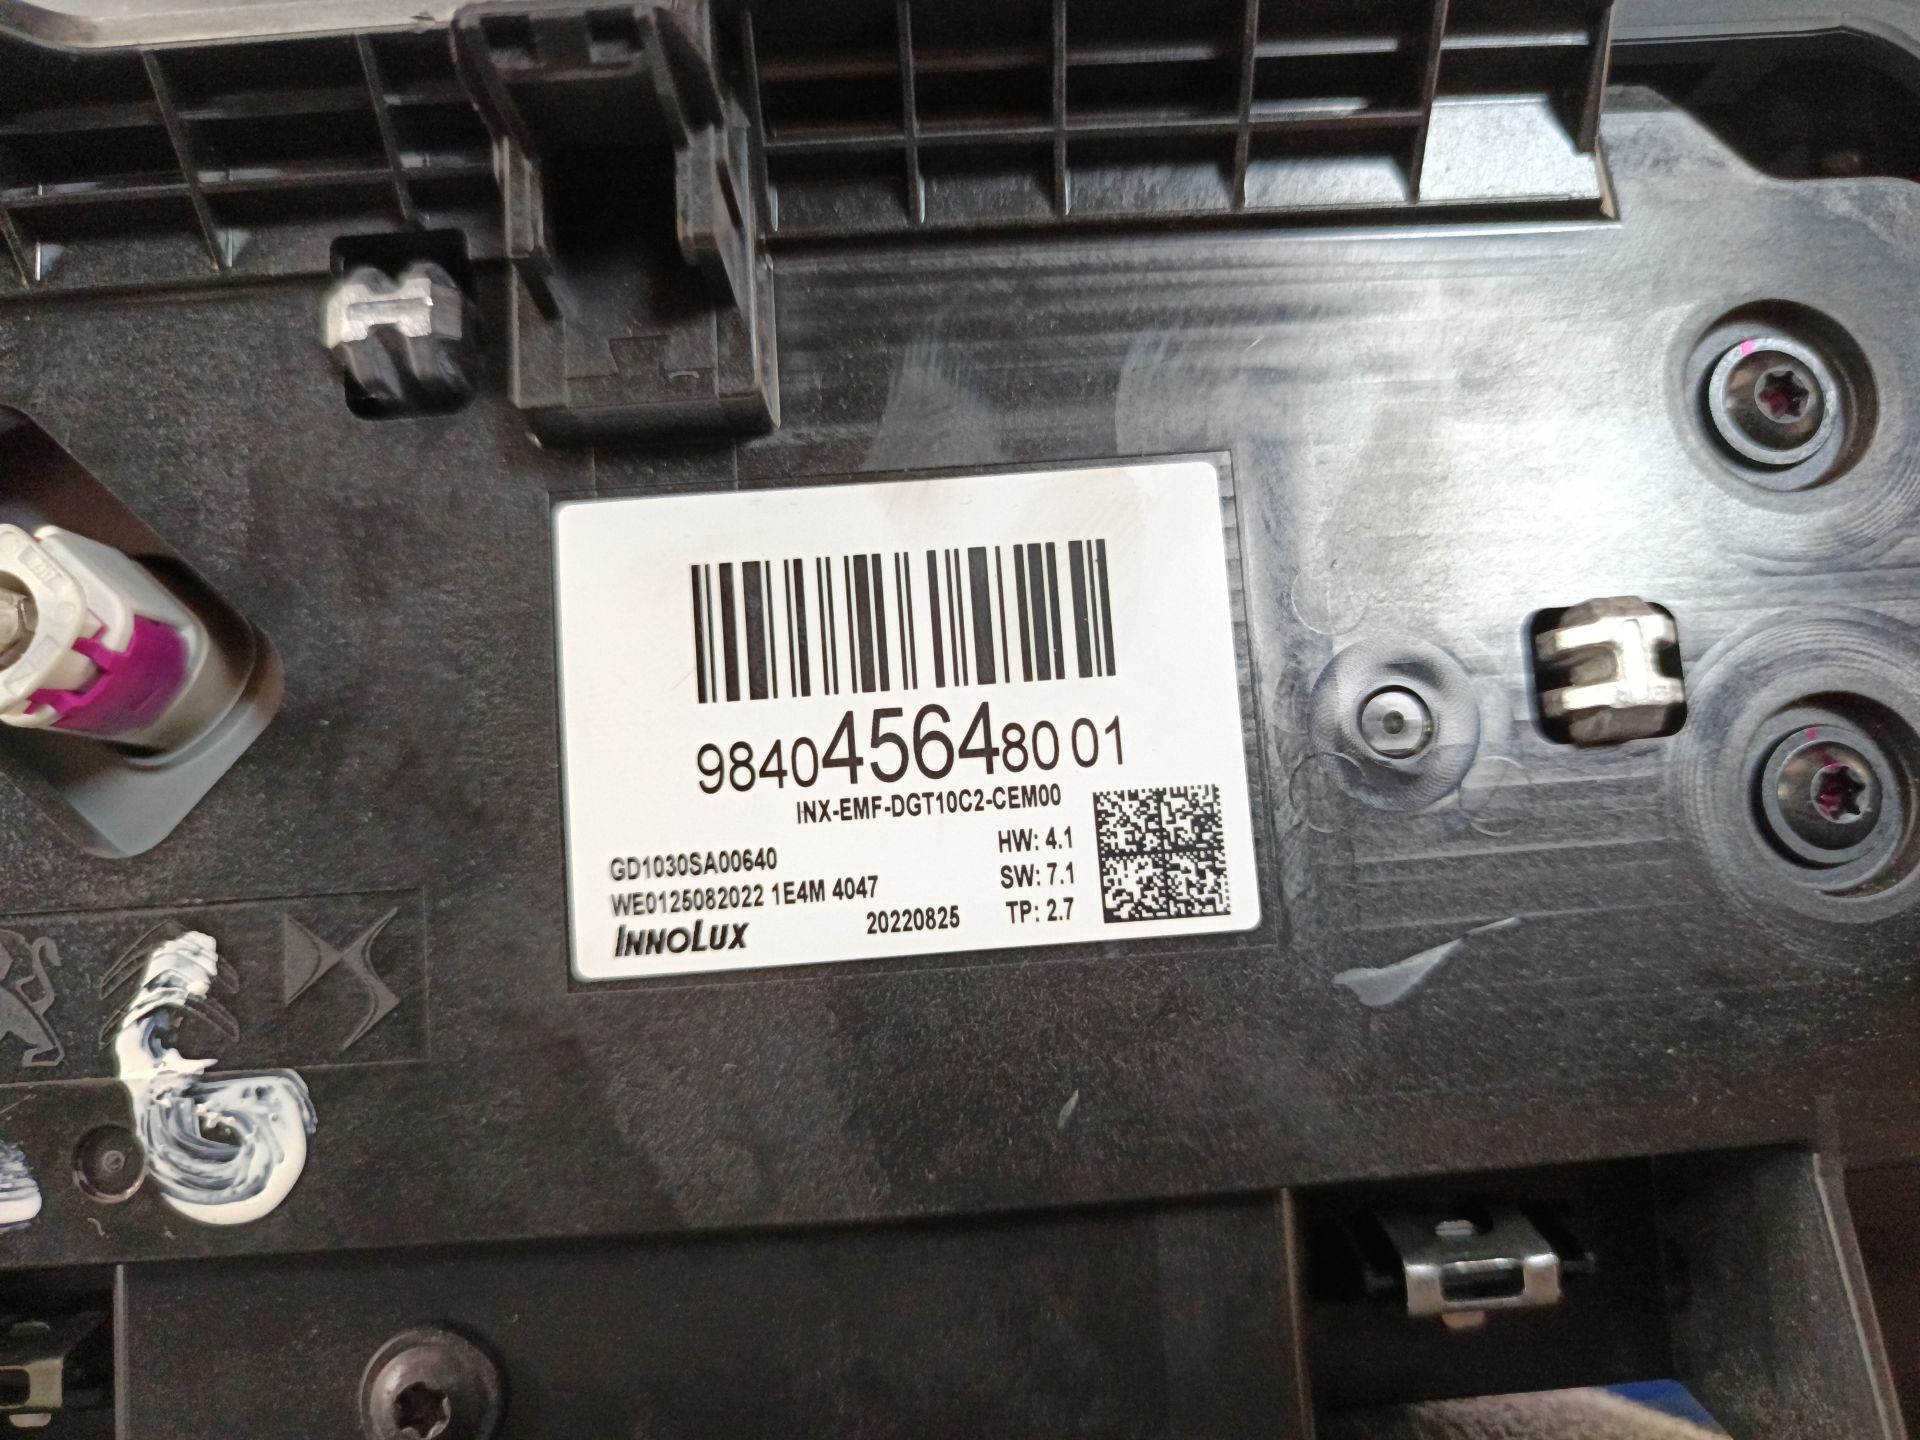 9840456480 01
INX-EMF-DGT10C2-CEM00
GD1030SA00640
HW: 4.1
WE0125082022 1E4M 4047
SW: 7.1
INNOLUX
20220825
TP: 2.7